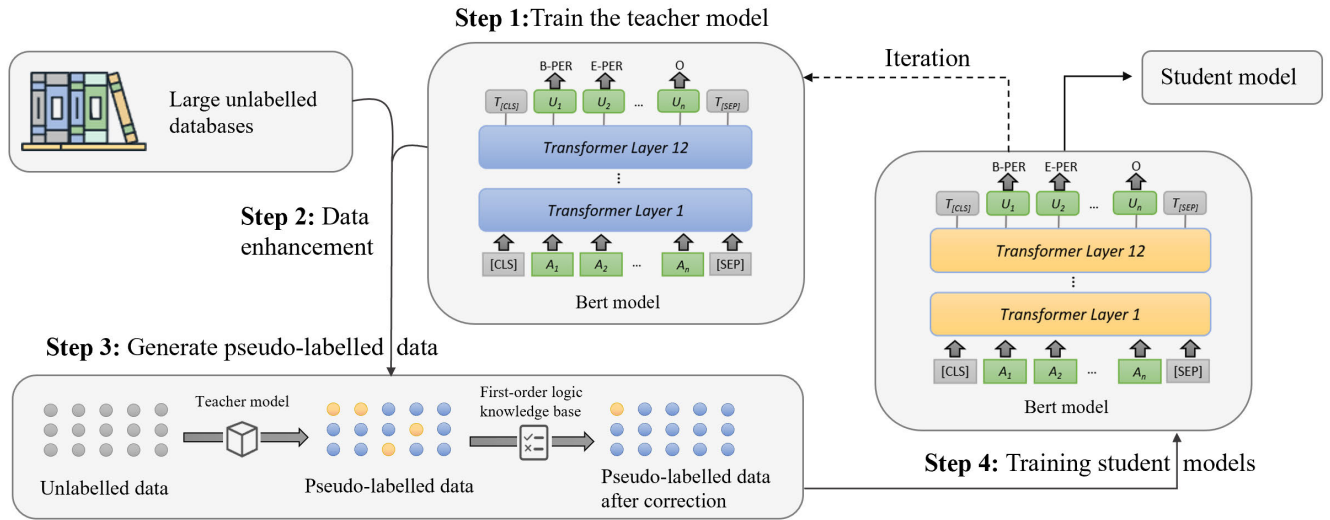 Step 1:Train the teacher model
Large unlabelled
databases
B-PER E-PER O
T[CLS] U1 U2 ... Un T[SEP]
Transformer Layer 12
...
Transformer Layer 1
[CLS] A1 A2 ... An [SEP]
Bert model
Iteration
Student model
Step 2: Data
enhancement
B-PER E-PER O
T[CLS] U1 U2 ... Un T[SEP]
Transformer Layer 12
...
Transformer Layer 1
[CLS] A1 A2 ... An [SEP]
Bert model
Step 3: Generate pseudo-labelled data
Unlabelled data
Teacher model
Pseudo-labelled data
First-order logic
knowledge base
Pseudo-labelled data
after correction
Step 4: Training student models